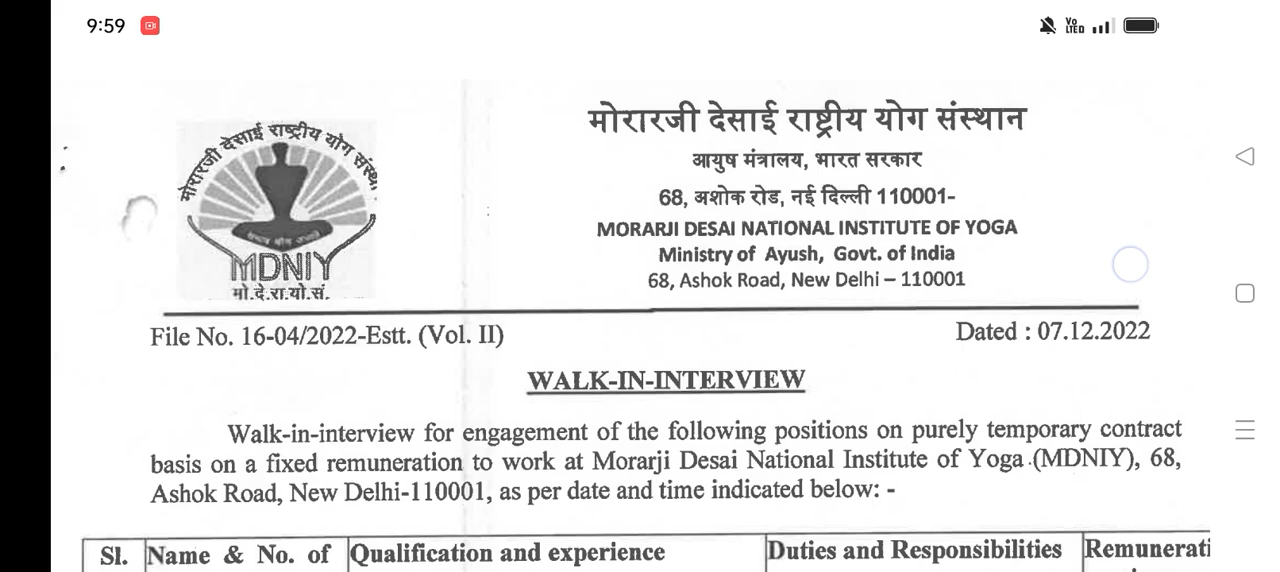 9:59
Vo
LTED
मोरारजी देसाई राष्ट्रीय योग संस्थान
MDNIY
मो.दे.रा.यो.सं.
मोरारजी देसाई राष्ट्रीय योग संस्थान
आयुष मंत्रालय, भारत सरकार
68, अशोक रोड, नई दिल्ली 110001-
MORARJI DESAI NATIONAL INSTITUTE OF YOGA
Ministry of Ayush, Govt. of India
68, Ashok Road, New Delhi – 110001
File No. 16-04/2022-Estt. (Vol. II)
Dated : 07.12.2022
WALK-IN-INTERVIEW
Walk-in-interview for engagement of the following positions on purely temporary contract
basis on a fixed remuneration to work at Morarji Desai National Institute of Yoga (MDNIY), 68,
Ashok Road, New Delhi-110001, as per date and time indicated below: -
Sl. Name & No. of Qualification and experience Duties and Responsibilities Remunerati